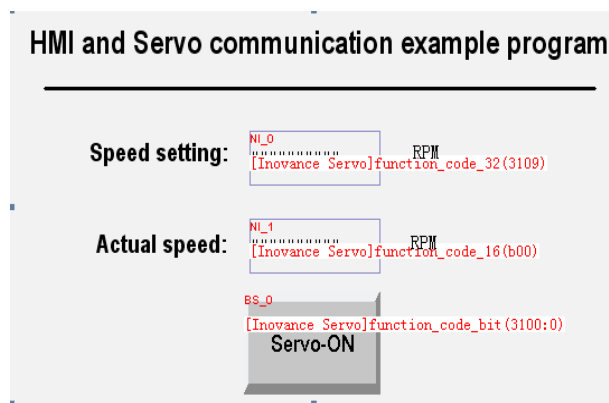 HMI and Servo communication example program
NI_0
Speed setting: """""""""" RPM
[Inovance Servo]function_code_32(3109)
NI_1
Actual speed: """""""""" RPM
[Inovance Servo]function_code_16(b00)
BS_0
[Inovance Servo]function_code_bit(3100:0)
Servo-ON